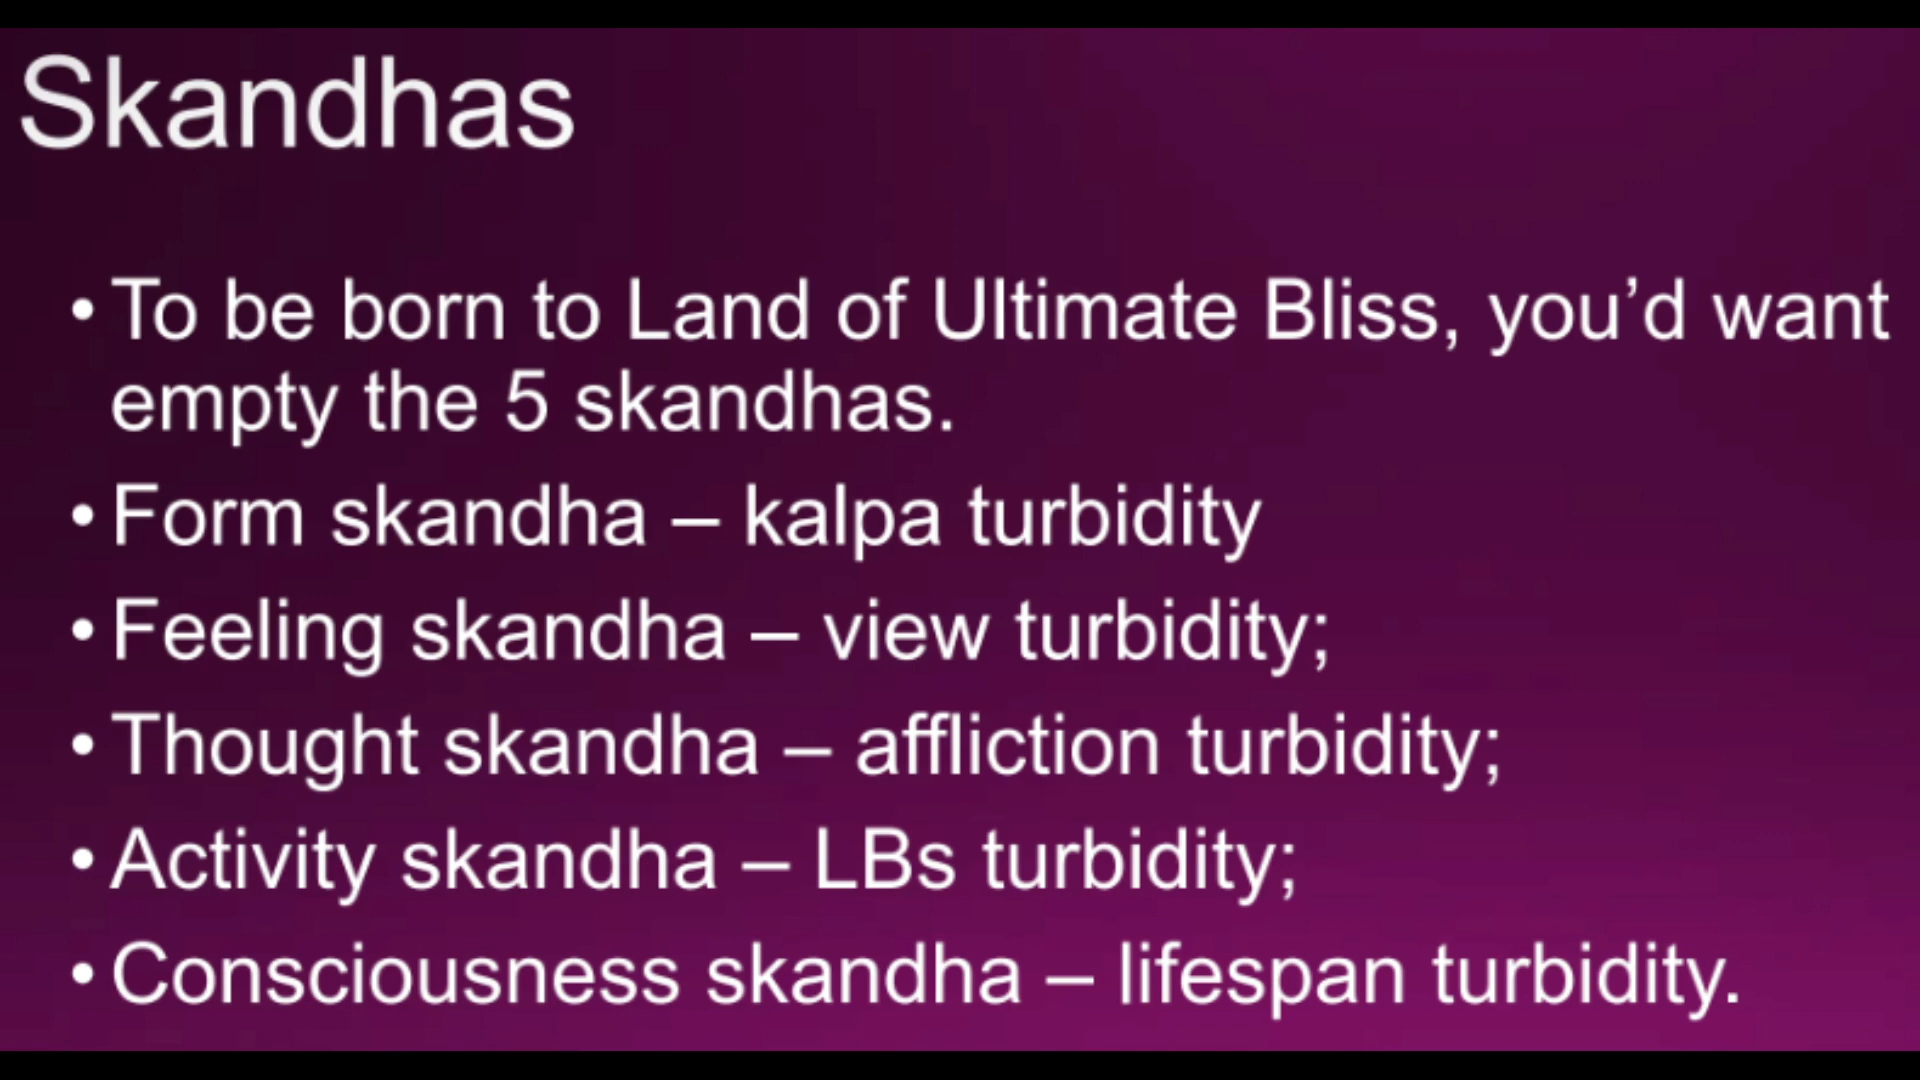 Skandhas
• To be born to Land of Ultimate Bliss, you’d want
empty the 5 skandhas.
• Form skandha – kalpa turbidity
• Feeling skandha – view turbidity;
• Thought skandha – affliction turbidity;
• Activity skandha – LBs turbidity;
• Consciousness skandha – lifespan turbidity.